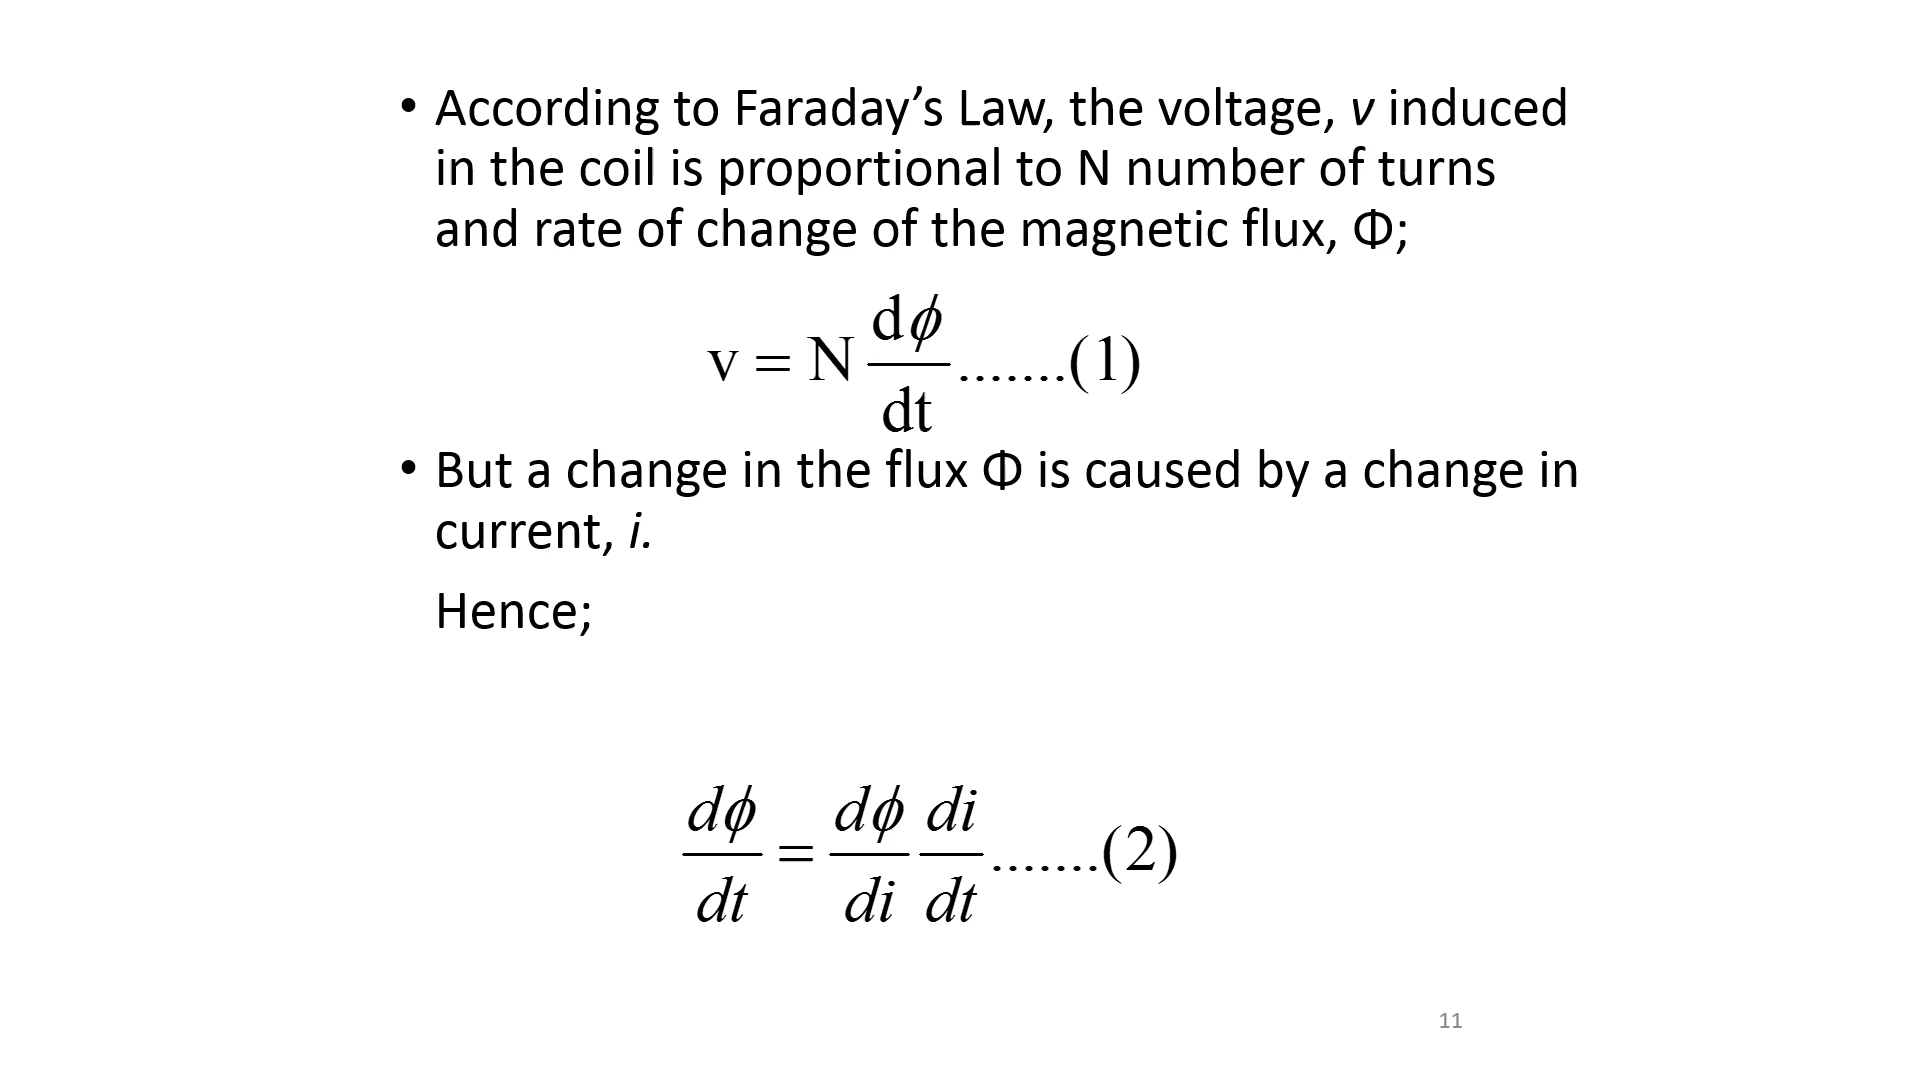 • According to Faraday’s Law, the voltage, v induced
in the coil is proportional to N number of turns
and rate of change of the magnetic flux, Φ;
v = N dϕ/dt .......(1)
• But a change in the flux Φ is caused by a change in
current, i.
Hence;
dϕ/dt = dϕ/di di/dt .......(2)
11